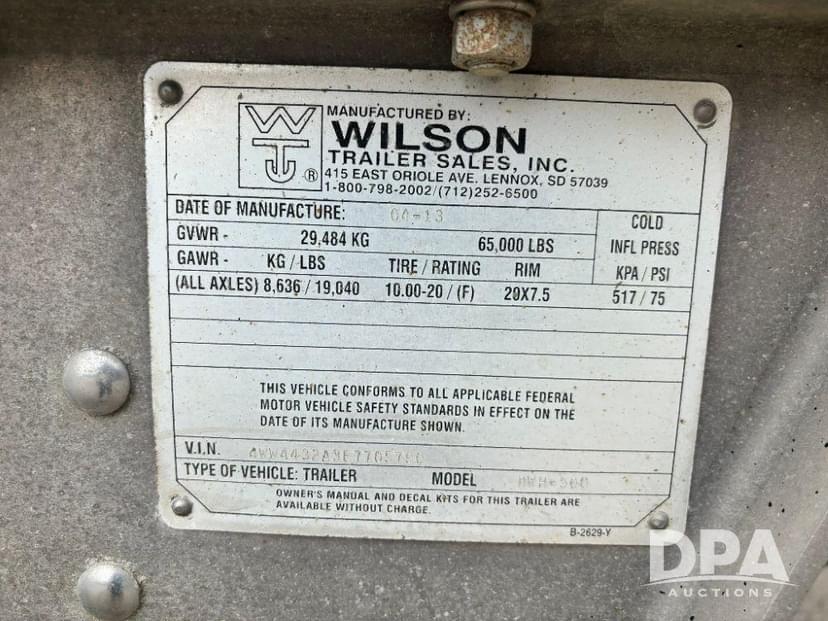 MANUFACTURED BY:
WILSON
TRAILER SALES, INC.
415 EAST ORIOLE AVE. LENNOX, SD 57039
1-800-798-2002/(712)252-6500
WT ®
DATE OF MANUFACTURE: 04-13
COLD
INFL PRESS
KPA / PSI
GVWR - 29,484 KG 65,000 LBS
GAWR - KG / LBS TIRE / RATING RIM
(ALL AXLES) 8,636 / 19,040 10.00-20 / (F) 20X7.5 517 / 75
THIS VEHICLE CONFORMS TO ALL APPLICABLE FEDERAL
MOTOR VEHICLE SAFETY STANDARDS IN EFFECT ON THE
DATE OF ITS MANUFACTURE SHOWN.
V.I.N.
TYPE OF VEHICLE: TRAILER MODEL
OWNER'S MANUAL AND DECAL KITS FOR THIS TRAILER ARE
AVAILABLE WITHOUT CHARGE.
B-2629-Y
DPA
AUCTIONS